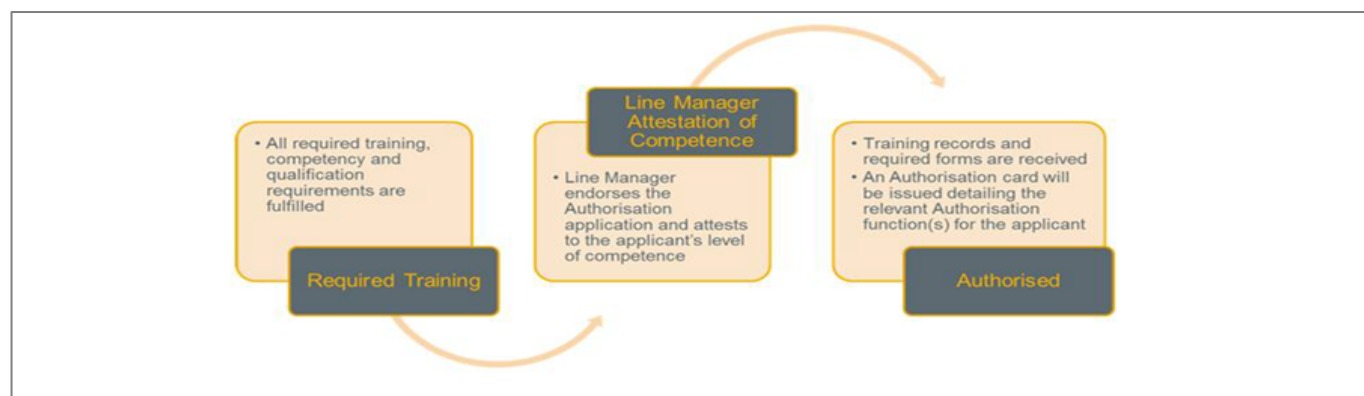 • All required training,
competency and
qualification
requirements are
fulfilled
Required Training
Line Manager
Attestation of
Competence
• Line Manager
endorses the
Authorisation
application and attests
to the applicant's level
of competence
• Training records and
required forms are received
• An Authorisation card will
be issued detailing the
relevant Authorisation
function(s) for the applicant
Authorised